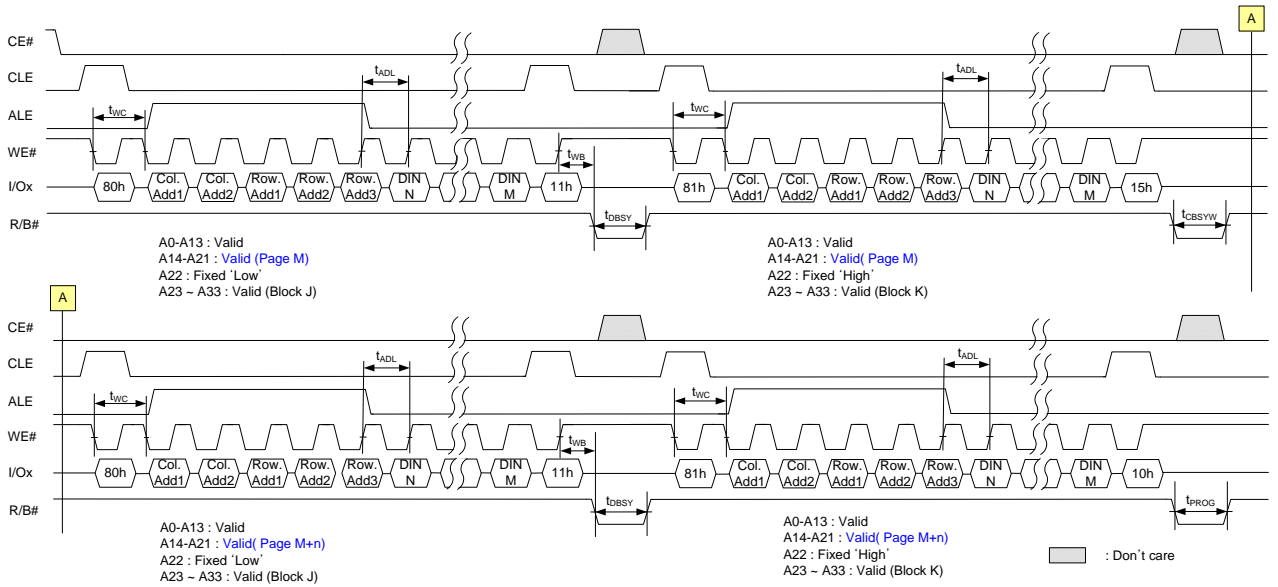 A
CE#
CLE
tADL
tADL
tWC
tWC
ALE
WE#
tWB
I/Ox
80h Col. Add1 Col. Add2 Row. Add1 Row. Add2 Row. Add3 DIN N DIN M 11h
81h Col. Add1 Col. Add2 Row. Add1 Row. Add2 Row. Add3 DIN N DIN M 15h
R/B#
tDBSY
tCBSYW
A0-A13 : Valid
A14-A21 : Valid (Page M)
A22 : Fixed ‘Low’
A23 ~ A33 : Valid (Block J)
A0-A13 : Valid
A14-A21 : Valid( Page M)
A22 : Fixed ‘High’
A23 ~ A33 : Valid (Block K)
A
CE#
CLE
tADL
tADL
tWC
tWC
ALE
WE#
tWB
I/Ox
80h Col. Add1 Col. Add2 Row. Add1 Row. Add2 Row. Add3 DIN N DIN M 11h
81h Col. Add1 Col. Add2 Row. Add1 Row. Add2 Row. Add3 DIN N DIN M 10h
R/B#
tDBSY
tPROG
A0-A13 : Valid
A14-A21 : Valid( Page M+n)
A22 : Fixed ‘Low’
A23 ~ A33 : Valid (Block J)
A0-A13 : Valid
A14-A21 : Valid( Page M+n)
A22 : Fixed ‘High’
A23 ~ A33 : Valid (Block K)
: Don’t care